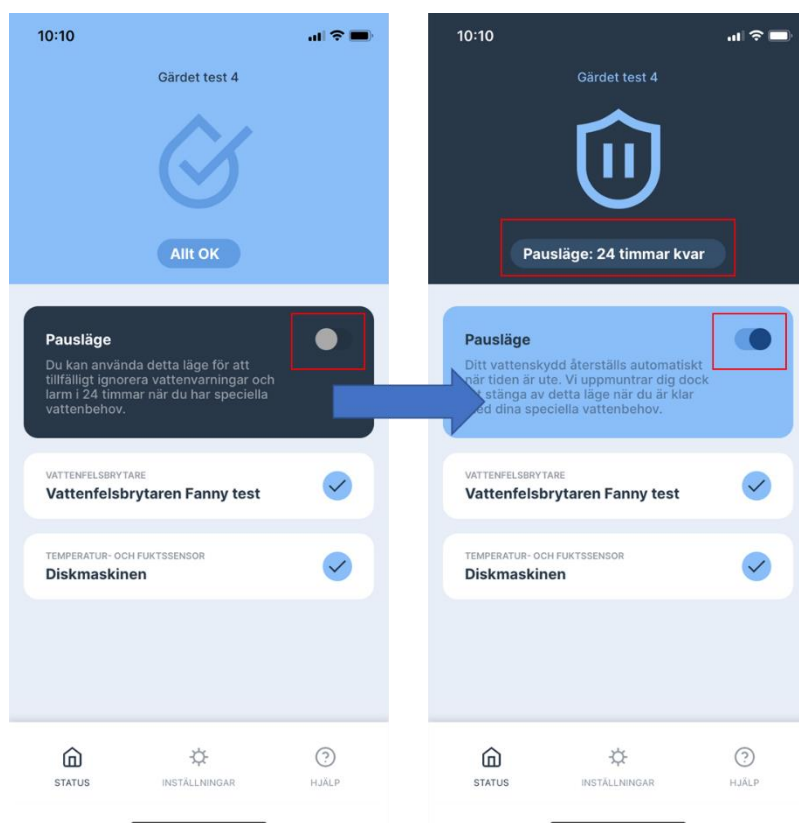 10:10
Gärdet test 4
Allt OK
Pausläge
Du kan använda detta läge för att
tillfälligt ignorera vattenvarningar och
larm i 24 timmar när du har speciella
vattenbehov.
VATTENFELSBRYTARE
Vattenfelsbrytaren Fanny test
TEMPERATUR- OCH FUKTSSENSOR
Diskmaskinen
STATUS
INSTÄLLNINGAR
HJÄLP
10:10
Gärdet test 4
Pausläge: 24 timmar kvar
Pausläge
Ditt vattenskydd återställs automatiskt
när tiden är ute. Vi uppmuntrar dig dock
stänga av detta läge när du är klar
dina speciella vattenbehov.
VATTENFELSBRYTARE
Vattenfelsbrytaren Fanny test
TEMPERATUR- OCH FUKTSSENSOR
Diskmaskinen
STATUS
INSTÄLLNINGAR
HJÄLP